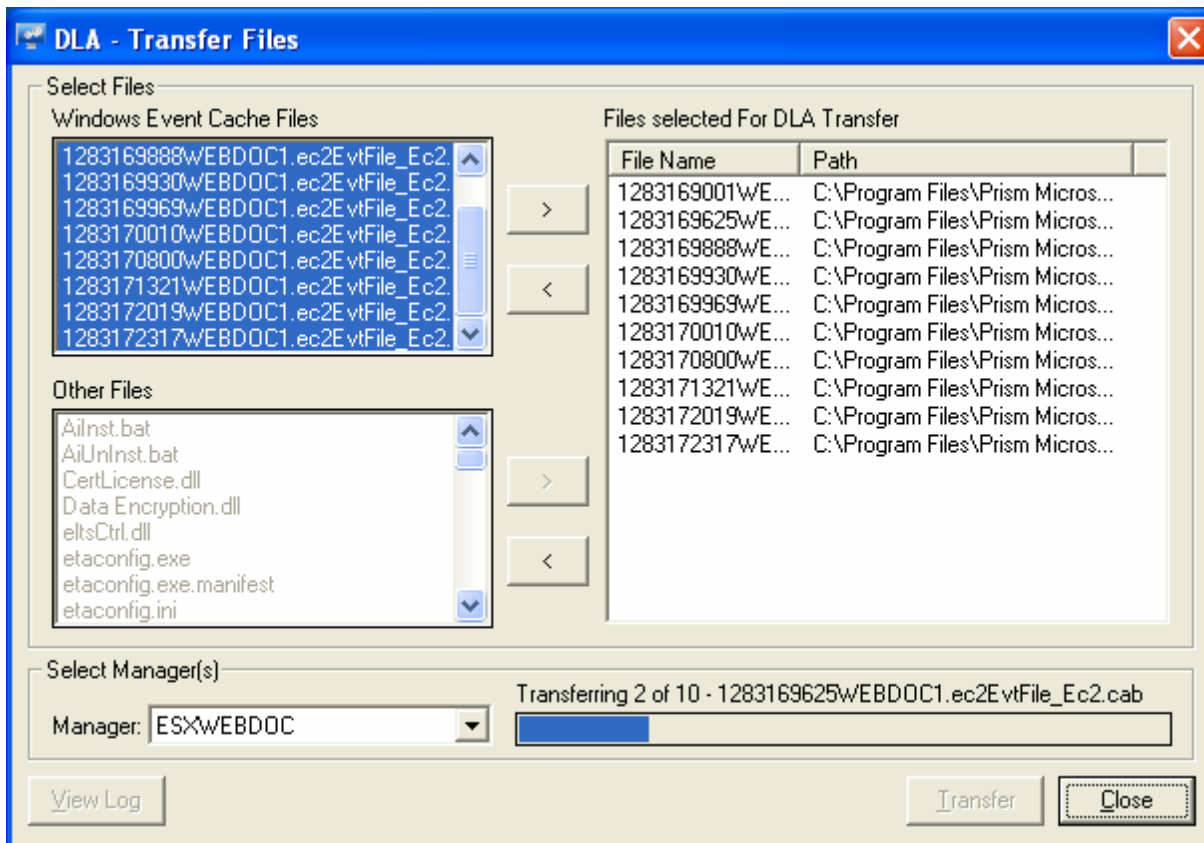 DLA - Transfer Files
Select Files
Windows Event Cache Files
1283169888WEBDOC1.ec2EvtFile_Ec2.
1283169930WEBDOC1.ec2EvtFile_Ec2.
1283169969WEBDOC1.ec2EvtFile_Ec2.
1283170010WEBDOC1.ec2EvtFile_Ec2.
1283170800WEBDOC1.ec2EvtFile_Ec2.
1283171321WEBDOC1.ec2EvtFile_Ec2.
1283172019WEBDOC1.ec2EvtFile_Ec2.
1283172317WEBDOC1.ec2EvtFile_Ec2.
>
<
Other Files
AiInst.bat
AiUnInst.bat
CertLicense.dll
Data Encryption.dll
eltsCtrl.dll
etaconfig.exe
etaconfig.exe.manifest
etaconfig.ini
>
<
Files selected For DLA Transfer
File Name Path
1283169001WE... C:\Program Files\Prism Micros...
1283169625WE... C:\Program Files\Prism Micros...
1283169888WE... C:\Program Files\Prism Micros...
1283169930WE... C:\Program Files\Prism Micros...
1283169969WE... C:\Program Files\Prism Micros...
1283170010WE... C:\Program Files\Prism Micros...
1283170800WE... C:\Program Files\Prism Micros...
1283171321WE... C:\Program Files\Prism Micros...
1283172019WE... C:\Program Files\Prism Micros...
1283172317WE... C:\Program Files\Prism Micros...
Select Manager(s)
Manager: ESXWEBDOC
Transferring 2 of 10 - 1283169625WEBDOC1.ec2EvtFile_Ec2.cab
View Log
Transfer
Close